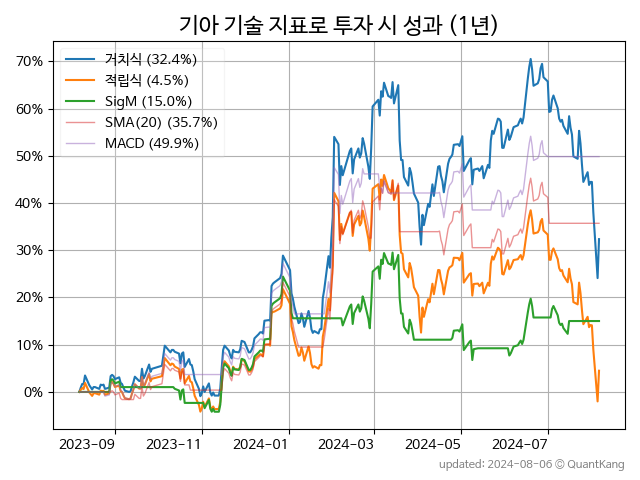 기아 기술 지표로 투자 시 성과 (1년)
거치식 (32.4%)
적립식 (4.5%)
SigM (15.0%)
SMA(20) (35.7%)
MACD (49.9%)
70%
60%
50%
40%
30%
20%
10%
0%
2023-09 2023-11 2024-01 2024-03 2024-05 2024-07
updated: 2024-08-06 © QuantKang